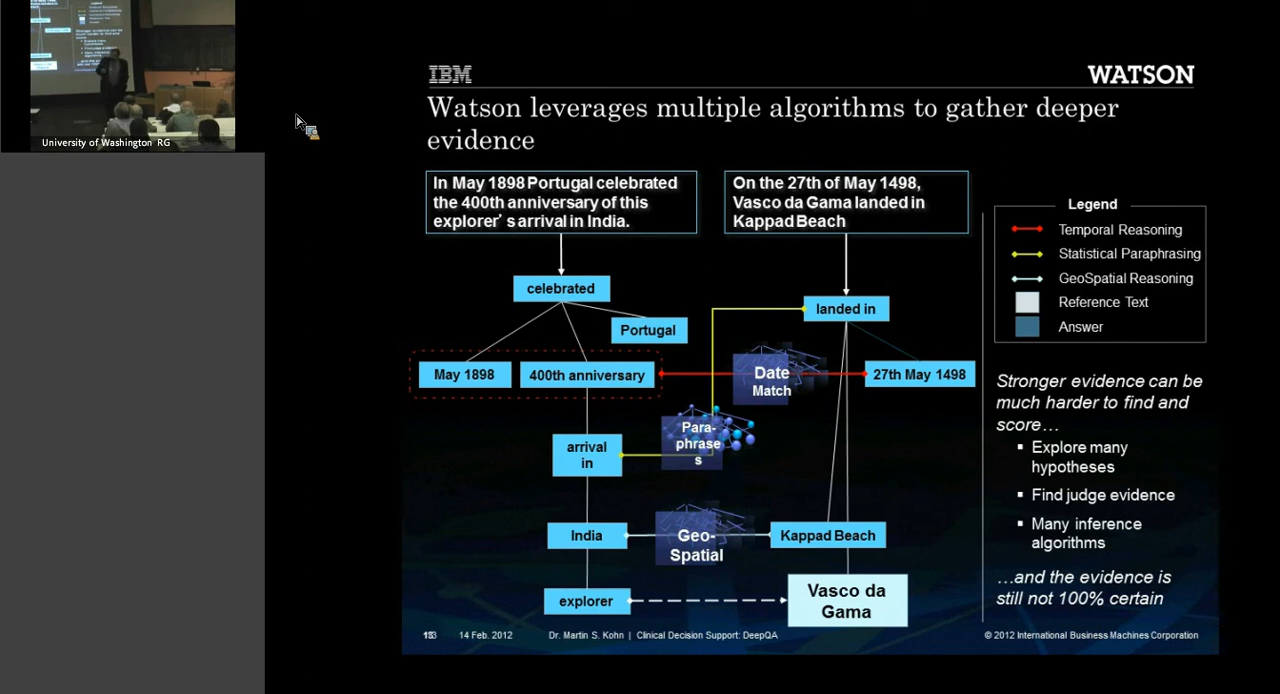 University of Washington RG
IBM
WATSON
Watson leverages multiple algorithms to gather deeper
evidence
In May 1898 Portugal celebrated
the 400th anniversary of this
explorer's arrival in India.
On the 27th of May 1498,
Vasco da Gama landed in
Kappad Beach
celebrated
Portugal
May 1898
400th anniversary
arrival
in
India
explorer
landed in
27th May 1498
Date
Match
Para-
phrase
s
Geo-
Spatial
Kappad Beach
Vasco da
Gama
Legend
Temporal Reasoning
Statistical Paraphrasing
GeoSpatial Reasoning
Reference Text
Answer
Stronger evidence can be
much harder to find and
score…
▪ Explore many
hypotheses
▪ Find judge evidence
▪ Many inference
algorithms
…and the evidence is
still not 100% certain
14 Feb. 2012
Dr. Martin S. Kohn | Clinical Decision Support: DeepQA
© 2012 International Business Machines Corporation